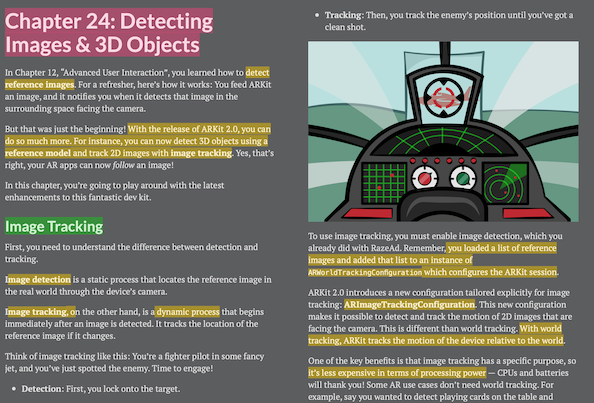 Chapter 24: Detecting
Images & 3D Objects
In Chapter 12, “Advanced User Interaction”, you learned how to detect
reference images. For a refresher, here’s how it works: You feed ARKit
an image, and it notifies you when it detects that image in the
surrounding space facing the camera.
But that was just the beginning! With the release of ARKit 2.0, you can
do so much more. For instance, you can now detect 3D objects using a
reference model and track 2D images with image tracking. Yes, that’s
right, your AR apps can now follow an image!
In this chapter, you’re going to play around with the latest
enhancements to this fantastic dev kit.
Image Tracking
First, you need to understand the difference between detection and
tracking.
Image detection is a static process that locates the reference image in
the real world through the device’s camera.
Image tracking, on the other hand, is a dynamic process that begins
immediately after an image is detected. It tracks the location of the
reference image if it changes.
Think of image tracking like this: You’re a fighter pilot in some fancy
jet, and you’ve just spotted the enemy. Time to engage!
• Detection: First, you lock onto the target.
• Tracking: Then, you track the enemy’s position until you’ve got a
clean shot.
To use image tracking, you must enable image detection, which you
already did with RazeAd. Remember, you loaded a list of reference
images and added that list to an instance of
ARWorldTrackingConfiguration which configures the ARKit session.
ARKit 2.0 introduces a new configuration tailored explicitly for image
tracking: ARImageTrackingConfiguration. This new configuration
makes it possible to detect and track the motion of 2D images that are
facing the camera. This is different than world tracking. With world
tracking, ARKit tracks the motion of the device relative to the world.
One of the key benefits is that image tracking has a specific purpose, so
it’s less expensive in terms of processing power — CPUs and batteries
will thank you! Some AR use cases don’t need world tracking. For
example, say you wanted to detect playing cards on the table and